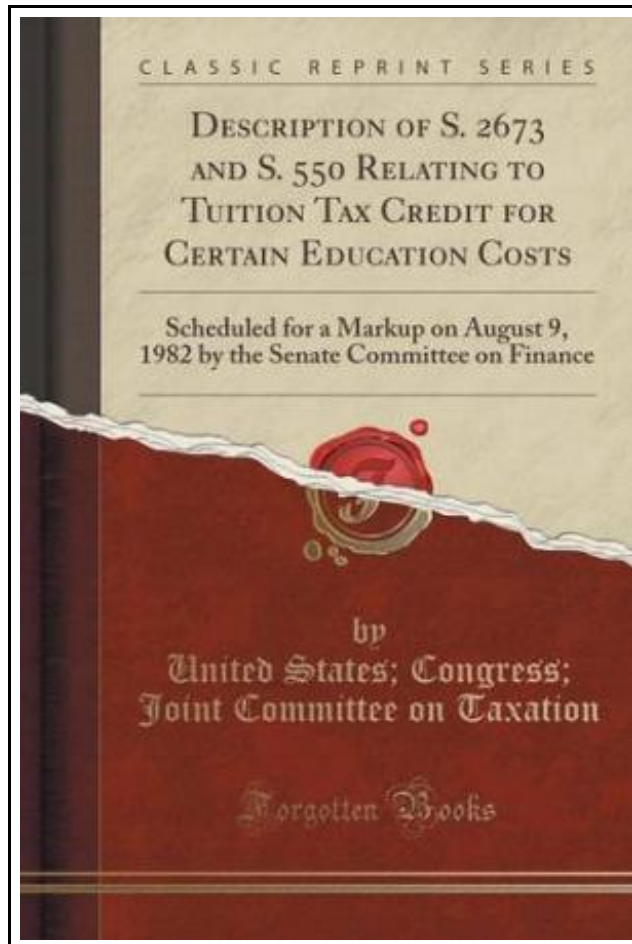 CLASSIC REPRINT SERIES
DESCRIPTION OF S. 2673
AND S. 550 RELATING TO
TUITION TAX CREDIT FOR
CERTAIN EDUCATION COSTS
Scheduled for a Markup on August 9,
1982 by the Senate Committee on Finance
by
United States; Congress;
Joint Committee on Taxation
Forgotten Books